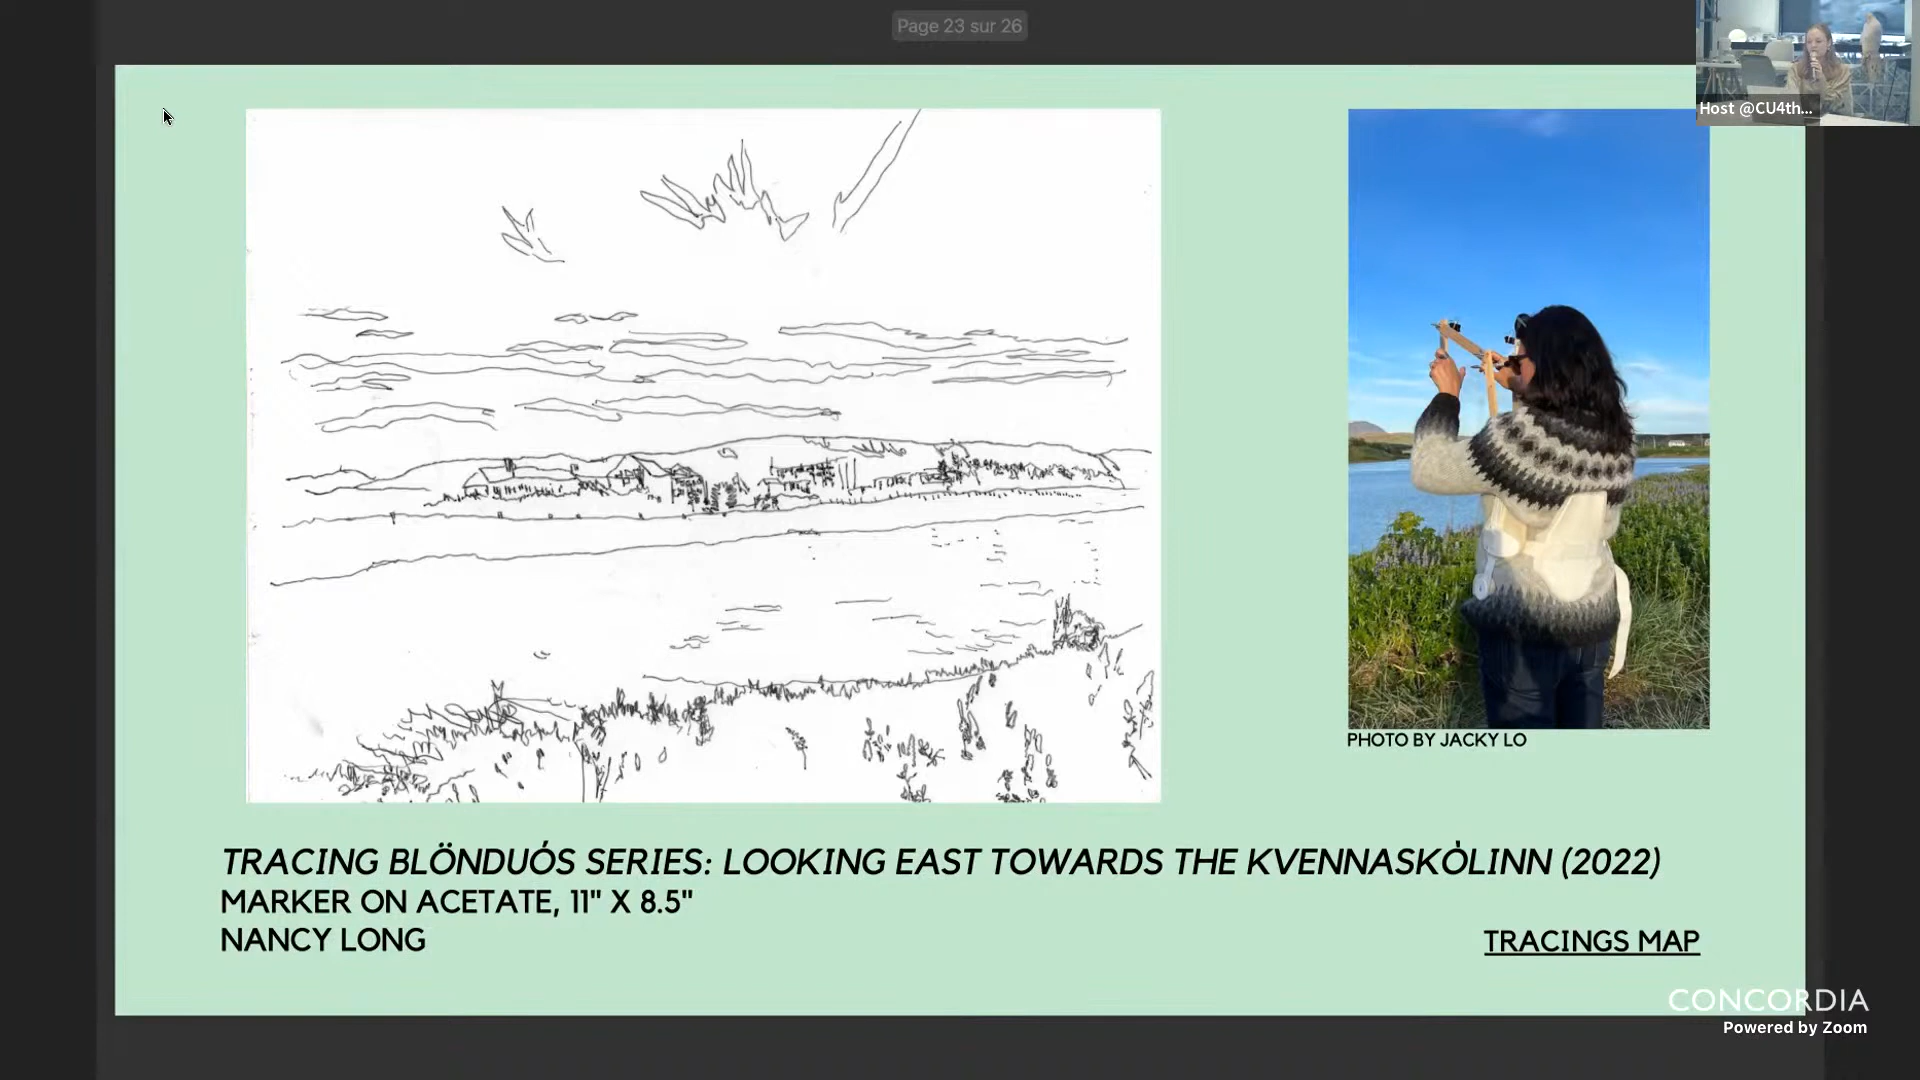 Page 23 sur 26
Host @CU4th...
PHOTO BY JACKY LO
TRACING BLÖNDUÓS SERIES: LOOKING EAST TOWARDS THE KVENNASKȮLINN (2022)
MARKER ON ACETATE, 11" X 8.5"
NANCY LONG
TRACINGS MAP
CONCORDIA
Powered by Zoom